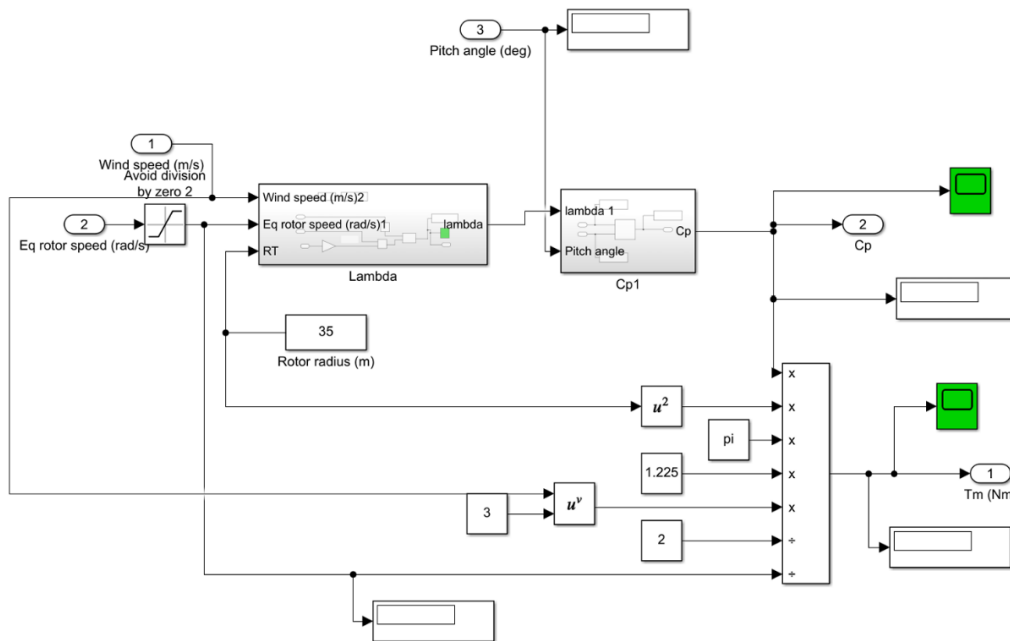 3
Pitch angle (deg)
1
Wind speed (m/s)
Avoid division
by zero 2
2
Eq rotor speed (rad/s)
Wind speed (m/s)2
Eq rotor speed (rad/s)1
RT
lambda
Lambda
lambda 1
Pitch angle
Cp
Cp1
2
Cp
35
Rotor radius (m)
u²
pi
1.225
3
uᵛ
2
x
x
x
x
x
÷
÷
1
Tm (Nm